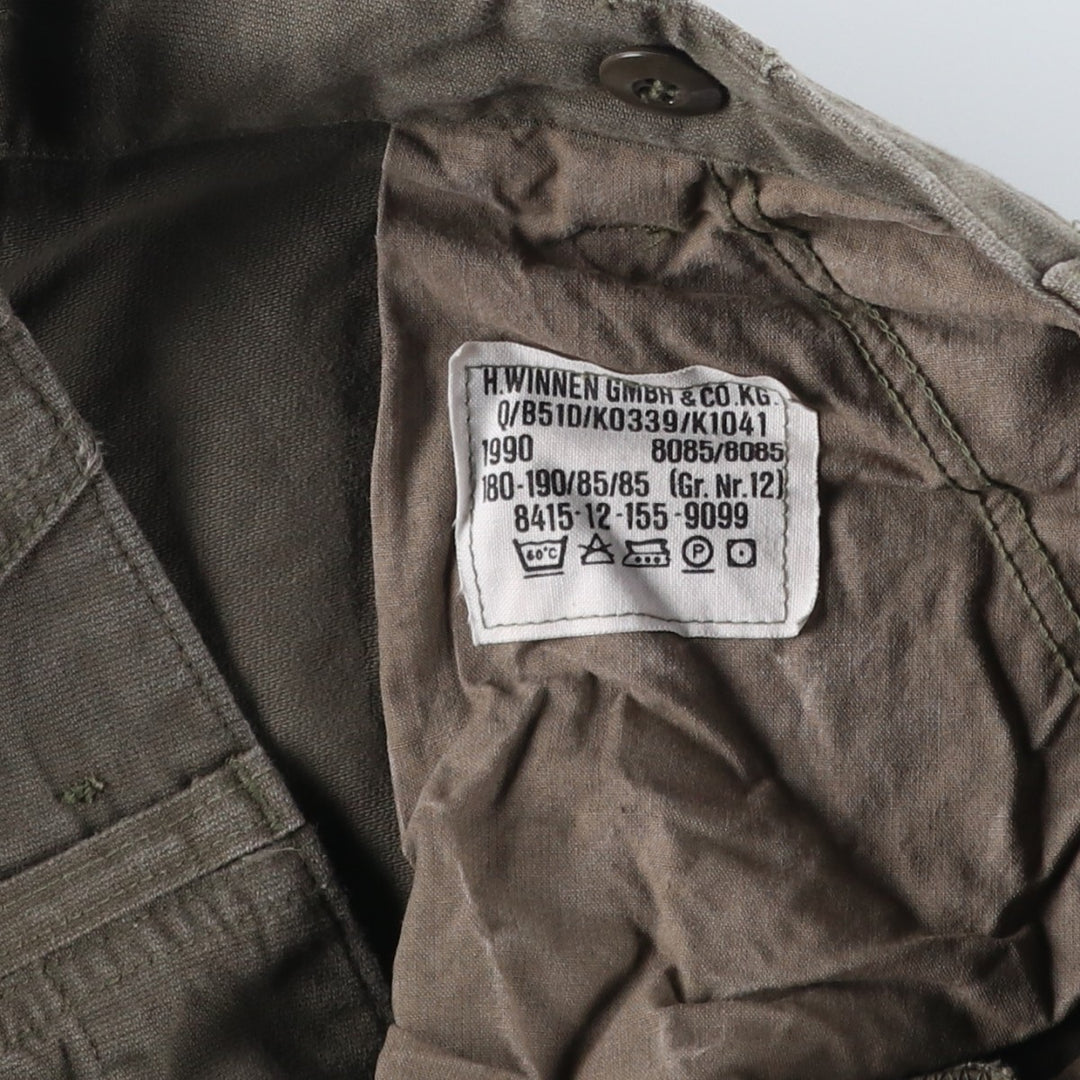 H.WINNEN GMBH & CO.KG.
Q/B51D/K0339/K1041
1990 8085/8085
180-190/85/85 (Gr. Nr.12)
8415-12-155-9099
60°C P